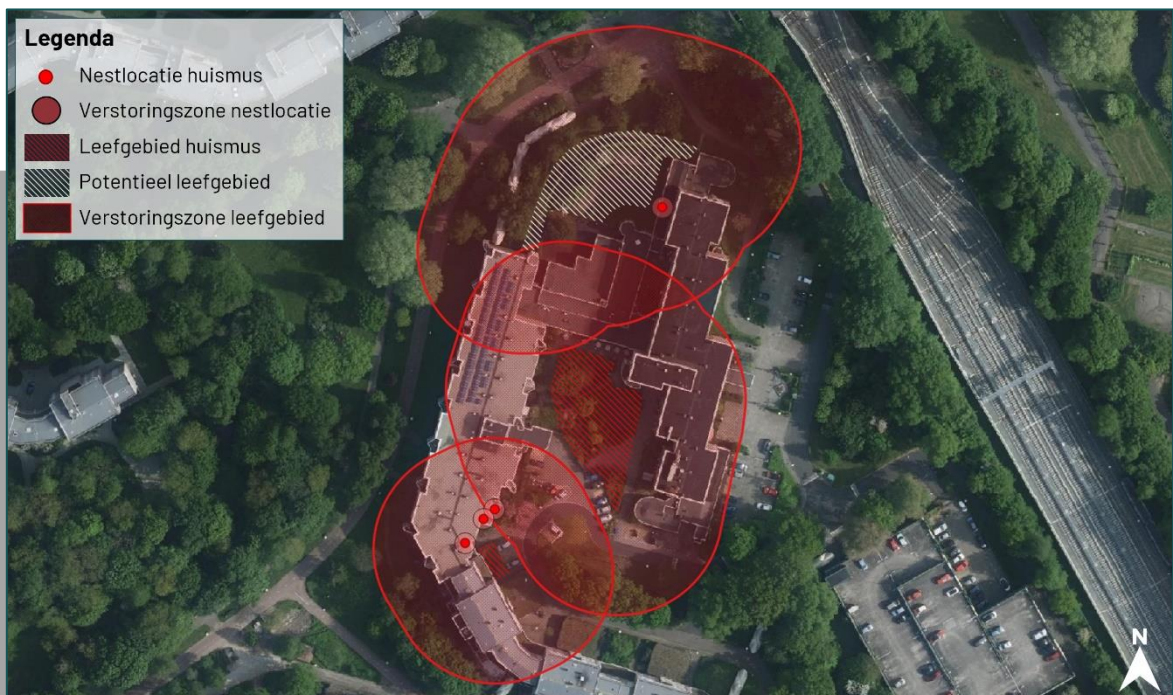 Legenda
Nestlocatie huismus
Verstoringszone nestlocatie
Leefgebied huismus
Potentieel leefgebied
Verstoringszone leefgebied
N